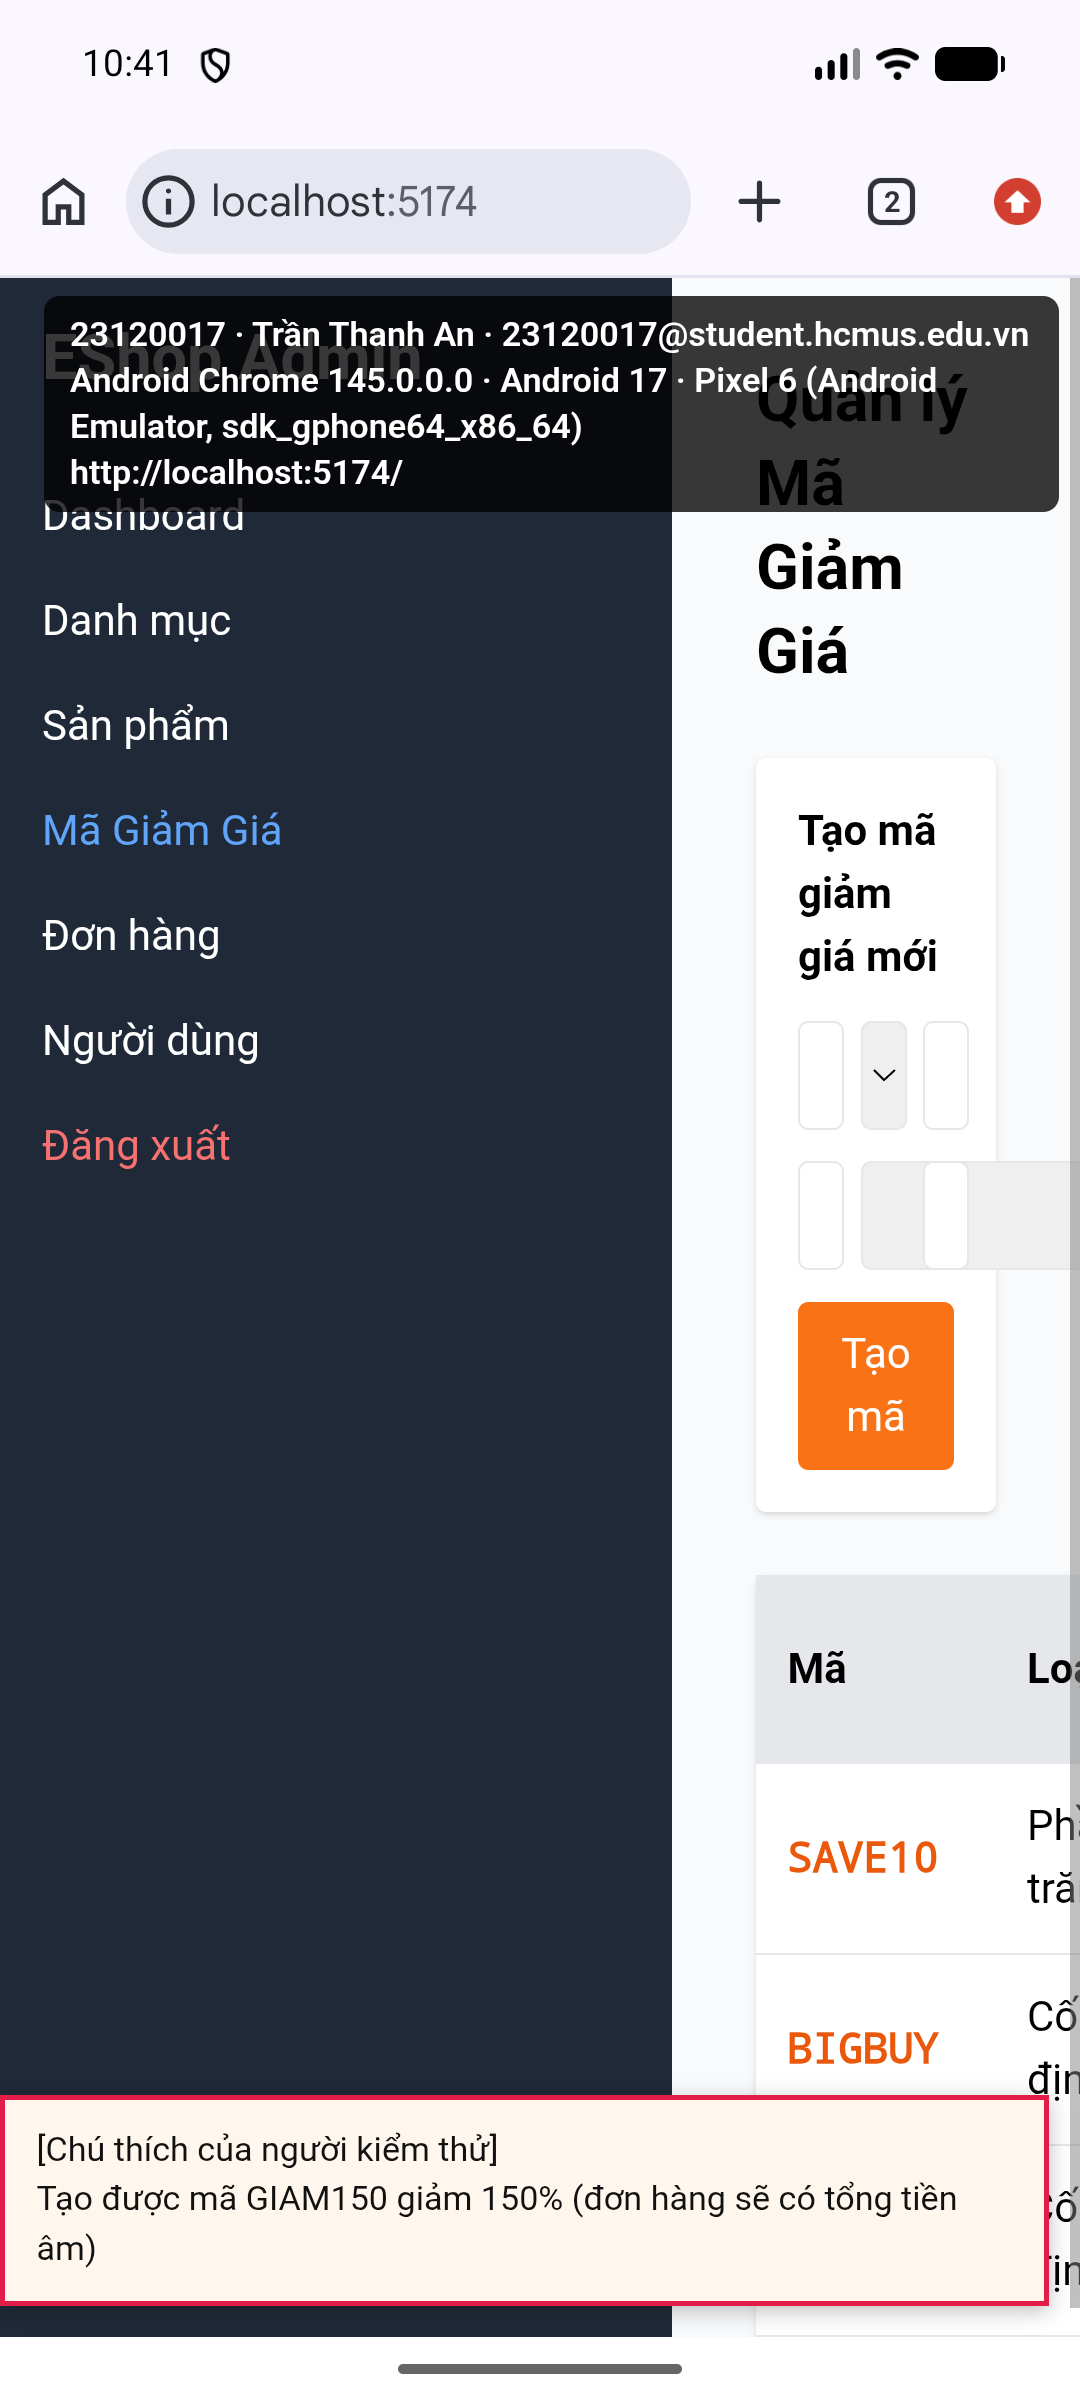 10:41
localhost:5174
2
23120017 · Trần Thanh An · 23120017@student.hcmus.edu.vn
Android Chrome 145.0.0.0 · Android 17 · Pixel 6 (Android
Emulator, sdk_gphone64_x86_64)
http://localhost:5174/
EShop Admin
Dashboard
Danh mục
Sản phẩm
Mã Giảm Giá
Đơn hàng
Người dùng
Đăng xuất
Quản lý
Mã
Giảm
Giá
Tạo mã
giảm
giá mới
Tạo
mã
Mã
SAVE10
BIGBUY
[Chú thích của người kiểm thử]
Tạo được mã GIAM150 giảm 150% (đơn hàng sẽ có tổng tiền
âm)